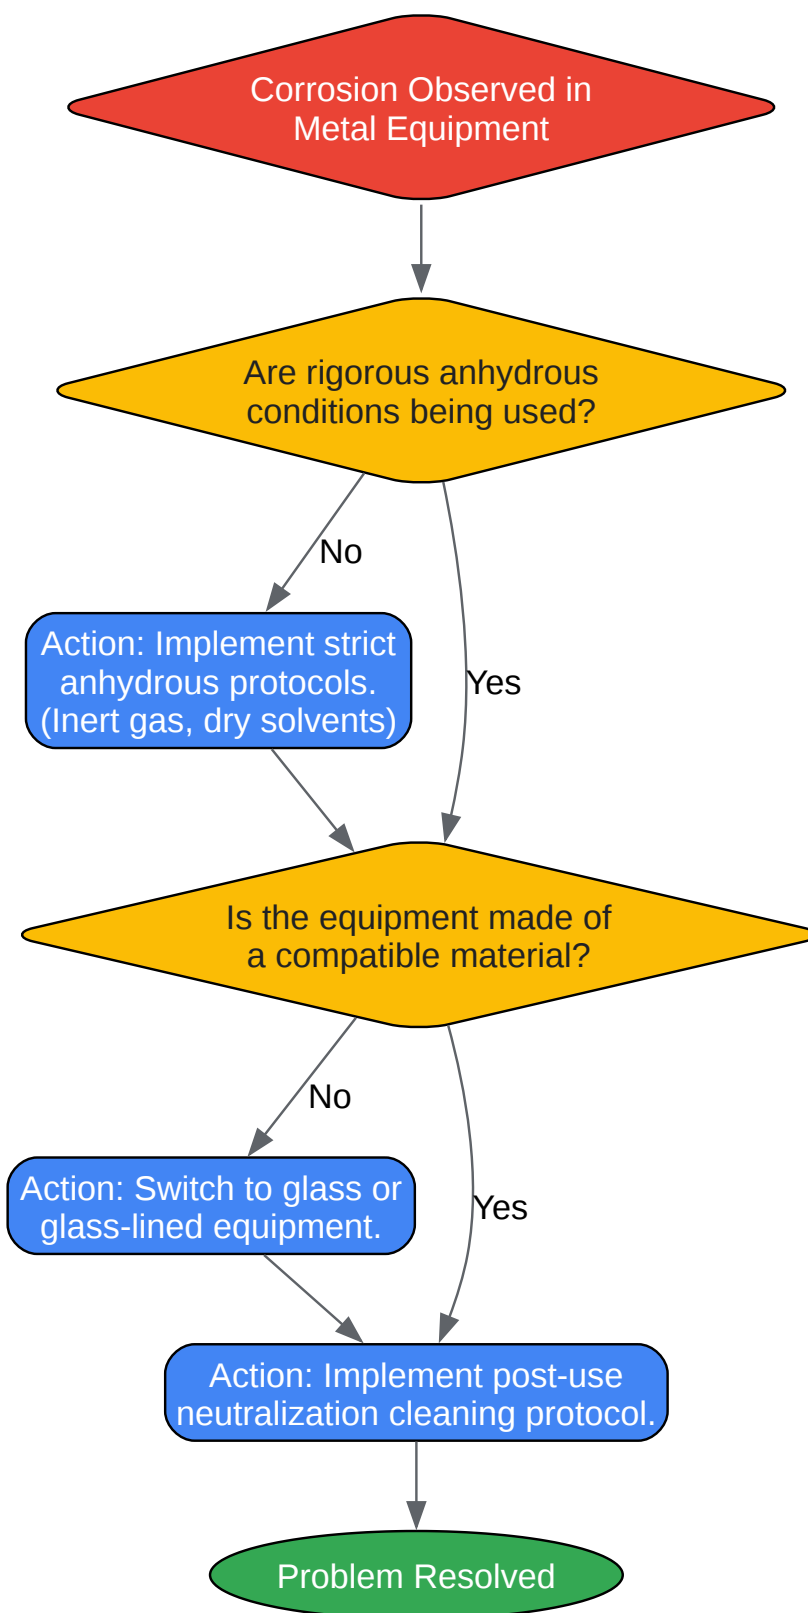 Corrosion Observed in
Metal Equipment
Are rigorous anhydrous
conditions being used?
No
Action: Implement strict
anhydrous protocols.
(Inert gas, dry solvents)
Yes
Is the equipment made of
a compatible material?
No
Action: Switch to glass or
glass-lined equipment.
Yes
Action: Implement post-use
neutralization cleaning protocol.
Problem Resolved